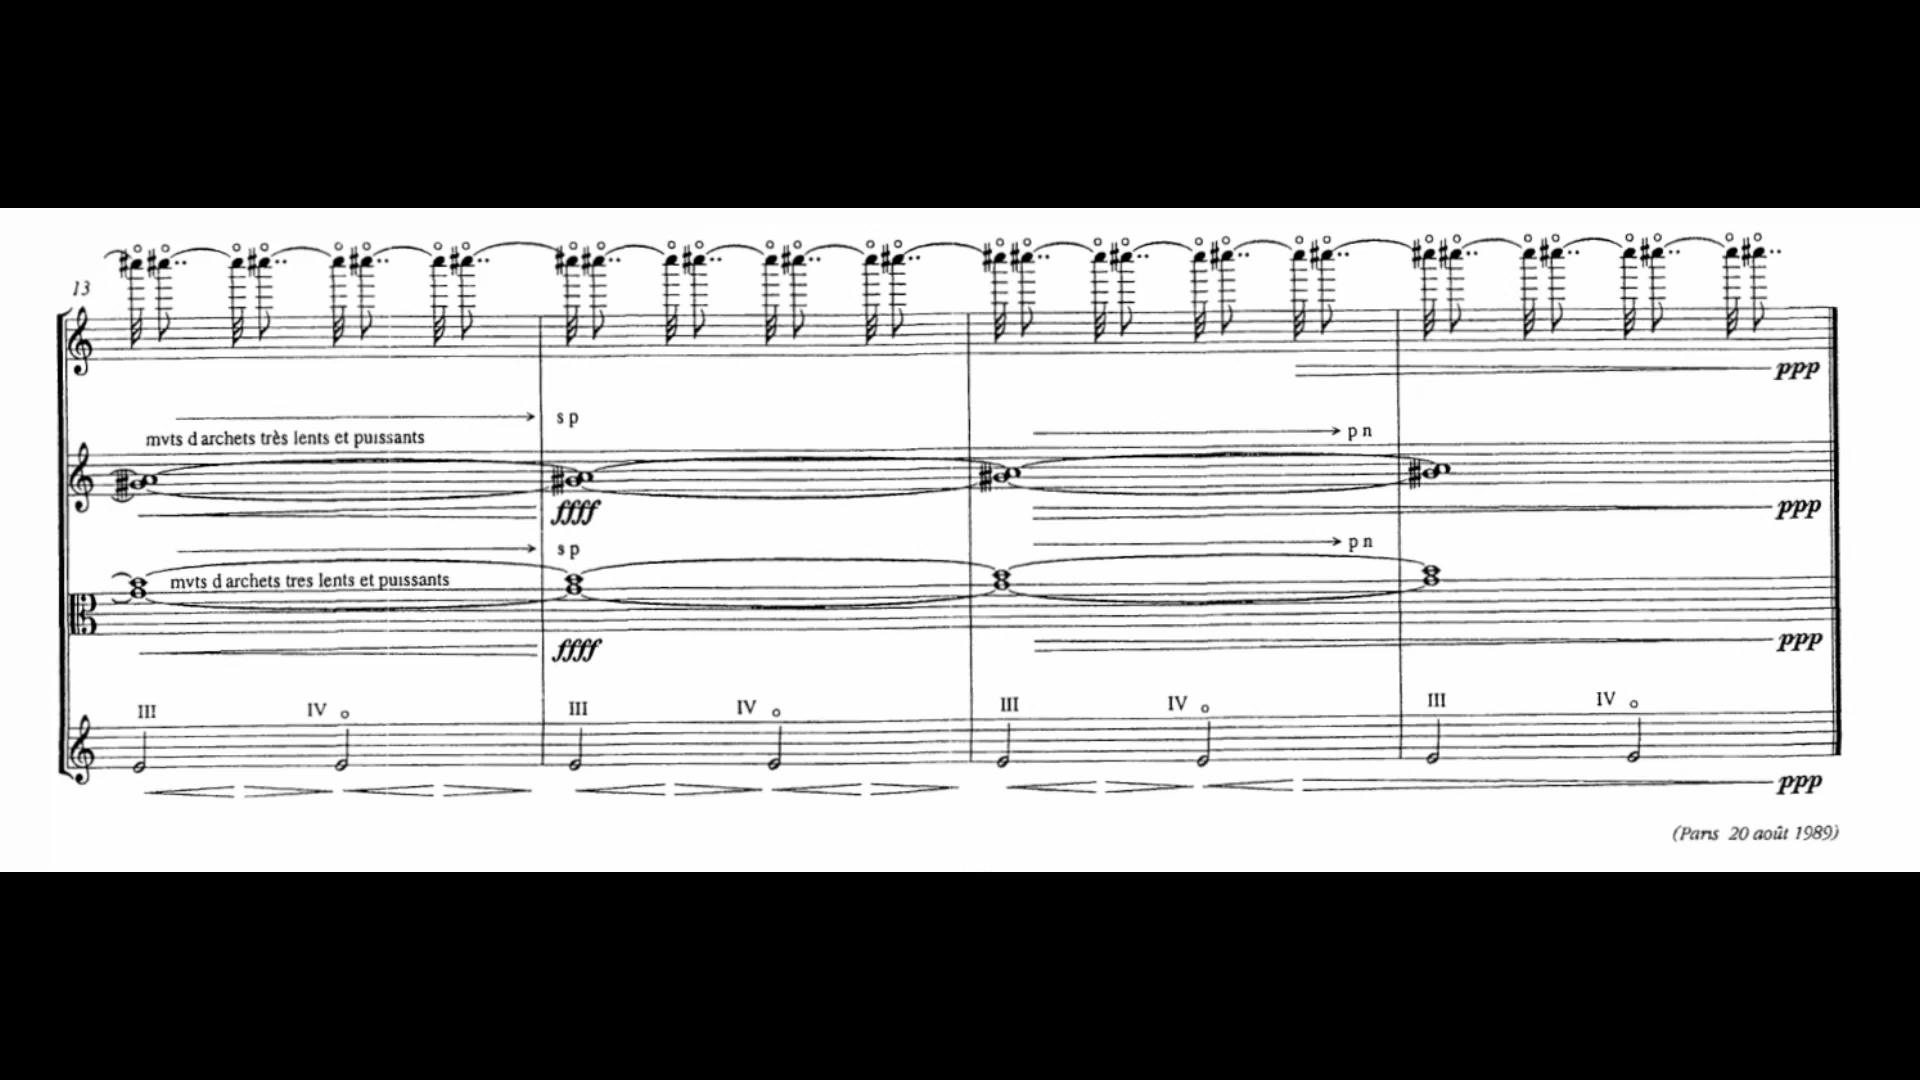 13
s p
mvts d archets très lents et puissants
p n
ppp
ffff
ppp
s p
p n
mvts d archets tres lents et puissants
ffff
ppp
III IV III IV III IV III IV
ppp
(Paris 20 août 1989)